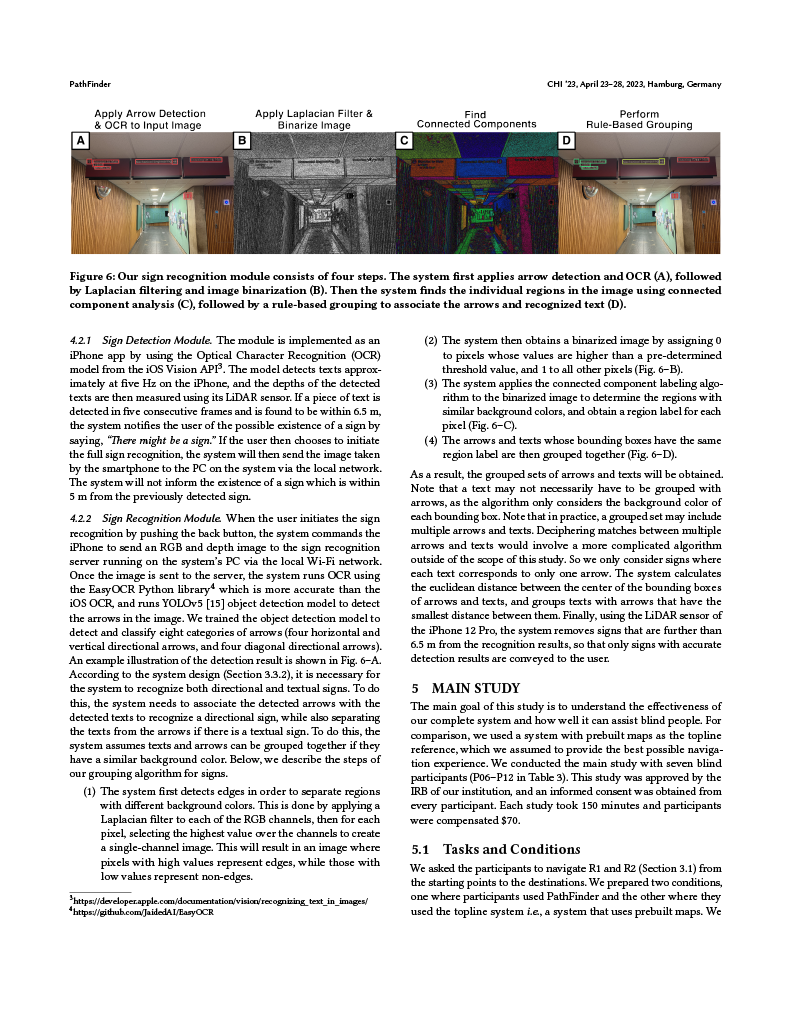 PathFinder
CHI ’23, April 23–28, 2023, Hamburg, Germany
Apply Arrow Detection
& OCR to Input Image
Apply Laplacian Filter &
Binarize Image
Find
Connected Components
Perform
Rule-Based Grouping
A
B
C
D
Figure 6: Our sign recognition module consists of four steps. The system first applies arrow detection and OCR (A), followed
by Laplacian filtering and image binarization (B). Then the system finds the individual regions in the image using connected
component analysis (C), followed by a rule-based grouping to associate the arrows and recognized text (D).
4.2.1 Sign Detection Module. The module is implemented as an
iPhone app by using the Optical Character Recognition (OCR)
model from the iOS Vision API3. The model detects texts approx-
imately at five Hz on the iPhone, and the depths of the detected
texts are then measured using its LiDAR sensor. If a piece of text is
detected in five consecutive frames and is found to be within 6.5 m,
the system notifies the user of the possible existence of a sign by
saying, “There might be a sign.” If the user then chooses to initiate
the full sign recognition, the system will then send the image taken
by the smartphone to the PC on the system via the local network.
The system will not inform the existence of a sign which is within
5 m from the previously detected sign.
4.2.2 Sign Recognition Module. When the user initiates the sign
recognition by pushing the back button, the system commands the
iPhone to send an RGB and depth image to the sign recognition
server running on the system’s PC via the local Wi-Fi network.
Once the image is sent to the server, the system runs OCR using
the EasyOCR Python library4 which is more accurate than the
iOS OCR, and runs YOLOv5 [15] object detection model to detect
the arrows in the image. We trained the object detection model to
detect and classify eight categories of arrows (four horizontal and
vertical directional arrows, and four diagonal directional arrows).
An example illustration of the detection result is shown in Fig. 6–A.
According to the system design (Section 3.3.2), it is necessary for
the system to recognize both directional and textual signs. To do
this, the system needs to associate the detected arrows with the
detected texts to recognize a directional sign, while also separating
the texts from the arrows if there is a textual sign. To do this, the
system assumes texts and arrows can be grouped together if they
have a similar background color. Below, we describe the steps of
our grouping algorithm for signs.
(1) The system first detects edges in order to separate regions
with different background colors. This is done by applying a
Laplacian filter to each of the RGB channels, then for each
pixel, selecting the highest value over the channels to create
a single-channel image. This will result in an image where
pixels with high values represent edges, while those with
low values represent non-edges.
3https://developer.apple.com/documentation/vision/recognizing_text_in_images/
4https://github.com/JaidedAI/EasyOCR
(2) The system then obtains a binarized image by assigning 0
to pixels whose values are higher than a pre-determined
threshold value, and 1 to all other pixels (Fig. 6–B).
(3) The system applies the connected component labeling algo-
rithm to the binarized image to determine the regions with
similar background colors, and obtain a region label for each
pixel (Fig. 6–C).
(4) The arrows and texts whose bounding boxes have the same
region label are then grouped together (Fig. 6–D).
As a result, the grouped sets of arrows and texts will be obtained.
Note that a text may not necessarily have to be grouped with
arrows, as the algorithm only considers the background color of
each bounding box. Note that in practice, a grouped set may include
multiple arrows and texts. Deciphering matches between multiple
arrows and texts would involve a more complicated algorithm
outside of the scope of this study. So we only consider signs where
each text corresponds to only one arrow. The system calculates
the euclidean distance between the center of the bounding boxes
of arrows and texts, and groups texts with arrows that have the
smallest distance between them. Finally, using the LiDAR sensor of
the iPhone 12 Pro, the system removes signs that are further than
6.5 m from the recognition results, so that only signs with accurate
detection results are conveyed to the user.
5 MAIN STUDY
The main goal of this study is to understand the effectiveness of
our complete system and how well it can assist blind people. For
comparison, we used a system with prebuilt maps as the topline
reference, which we assumed to provide the best possible naviga-
tion experience. We conducted the main study with seven blind
participants (P06–P12 in Table 3). This study was approved by the
IRB of our institution, and an informed consent was obtained from
every participant. Each study took 150 minutes and participants
were compensated $70.
5.1 Tasks and Conditions
We asked the participants to navigate R1 and R2 (Section 3.1) from
the starting points to the destinations. We prepared two conditions,
one where participants used PathFinder and the other where they
used the topline system i.e., a system that uses prebuilt maps. We